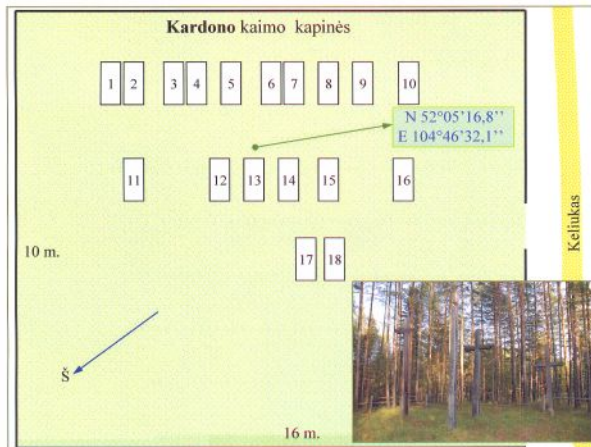 Kardono kaimo kapinės
1 2 3 4 5 6 7 8 9 10
N 52°05’16,8’’
E 104°46’32,1’’
11 12 13 14 15 16
Keliukas
17 18
10 m.
Š
16 m.